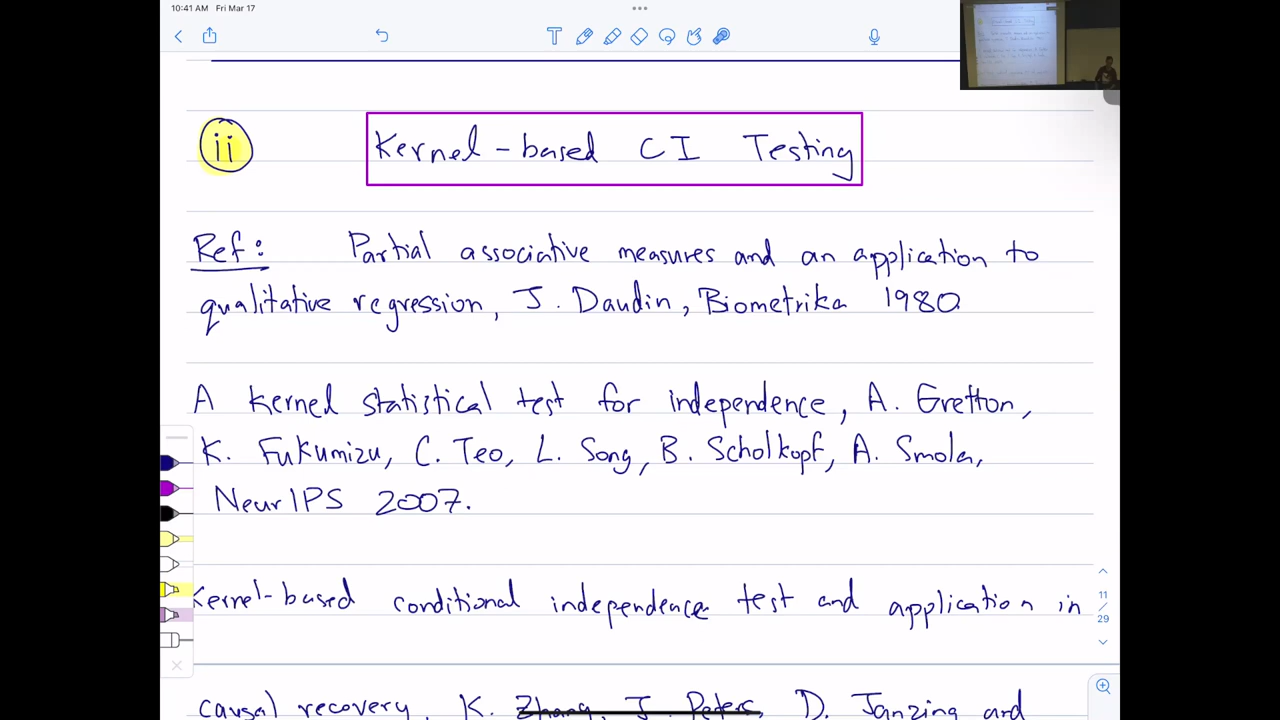 10:41 AM Fri Mar 17
ii
Kernel-based CI Testing
Ref: Partial associative measures and an application to
qualitative regression, J. Daudin, Biometrika 1980
A kernel statistical test for independence, A. Gretton,
K. Fukumizu, C. Teo, L. Song, B. Scholkopf, A. Smola,
NeurIPS 2007.
Kernel-based conditional independence test and application in
11
/
29
causal recovery, K. Zhang, J. Peters, D. Janzing and